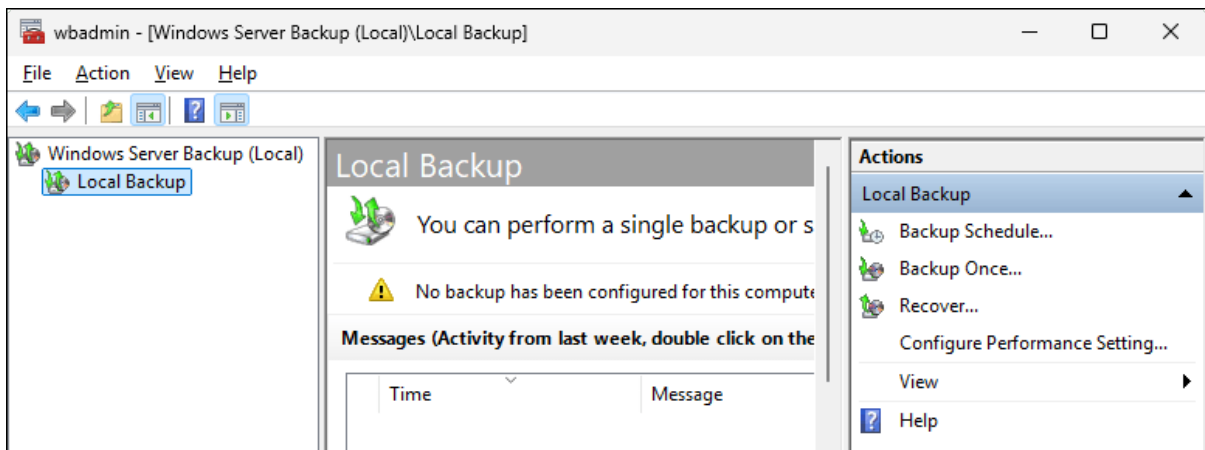 wbadmin - [Windows Server Backup (Local)\Local Backup]
File Action View Help
Windows Server Backup (Local)
Local Backup
Local Backup
You can perform a single backup or s
No backup has been configured for this compute
Messages (Activity from last week, double click on the
Time Message
Actions
Local Backup
Backup Schedule...
Backup Once...
Recover...
Configure Performance Setting...
View
Help